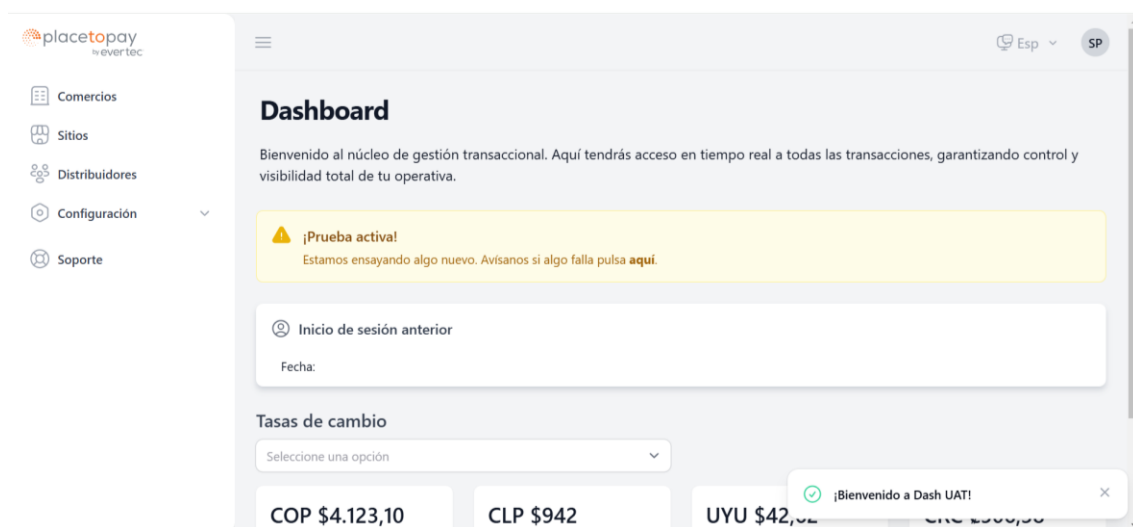 placetopay
by evertec
Esp
SP
Comercios
Sitios
Distribuidores
Configuración
Soporte
Dashboard
Bienvenido al núcleo de gestión transaccional. Aquí tendrás acceso en tiempo real a todas las transacciones, garantizando control y
visibilidad total de tu operativa.
¡Prueba activa!
Estamos ensayando algo nuevo. Avísanos si algo falla pulsa aquí.
Inicio de sesión anterior
Fecha:
Tasas de cambio
Seleccione una opción
COP $4.123,10
CLP $942
UYU
¡Bienvenido a Dash UAT!